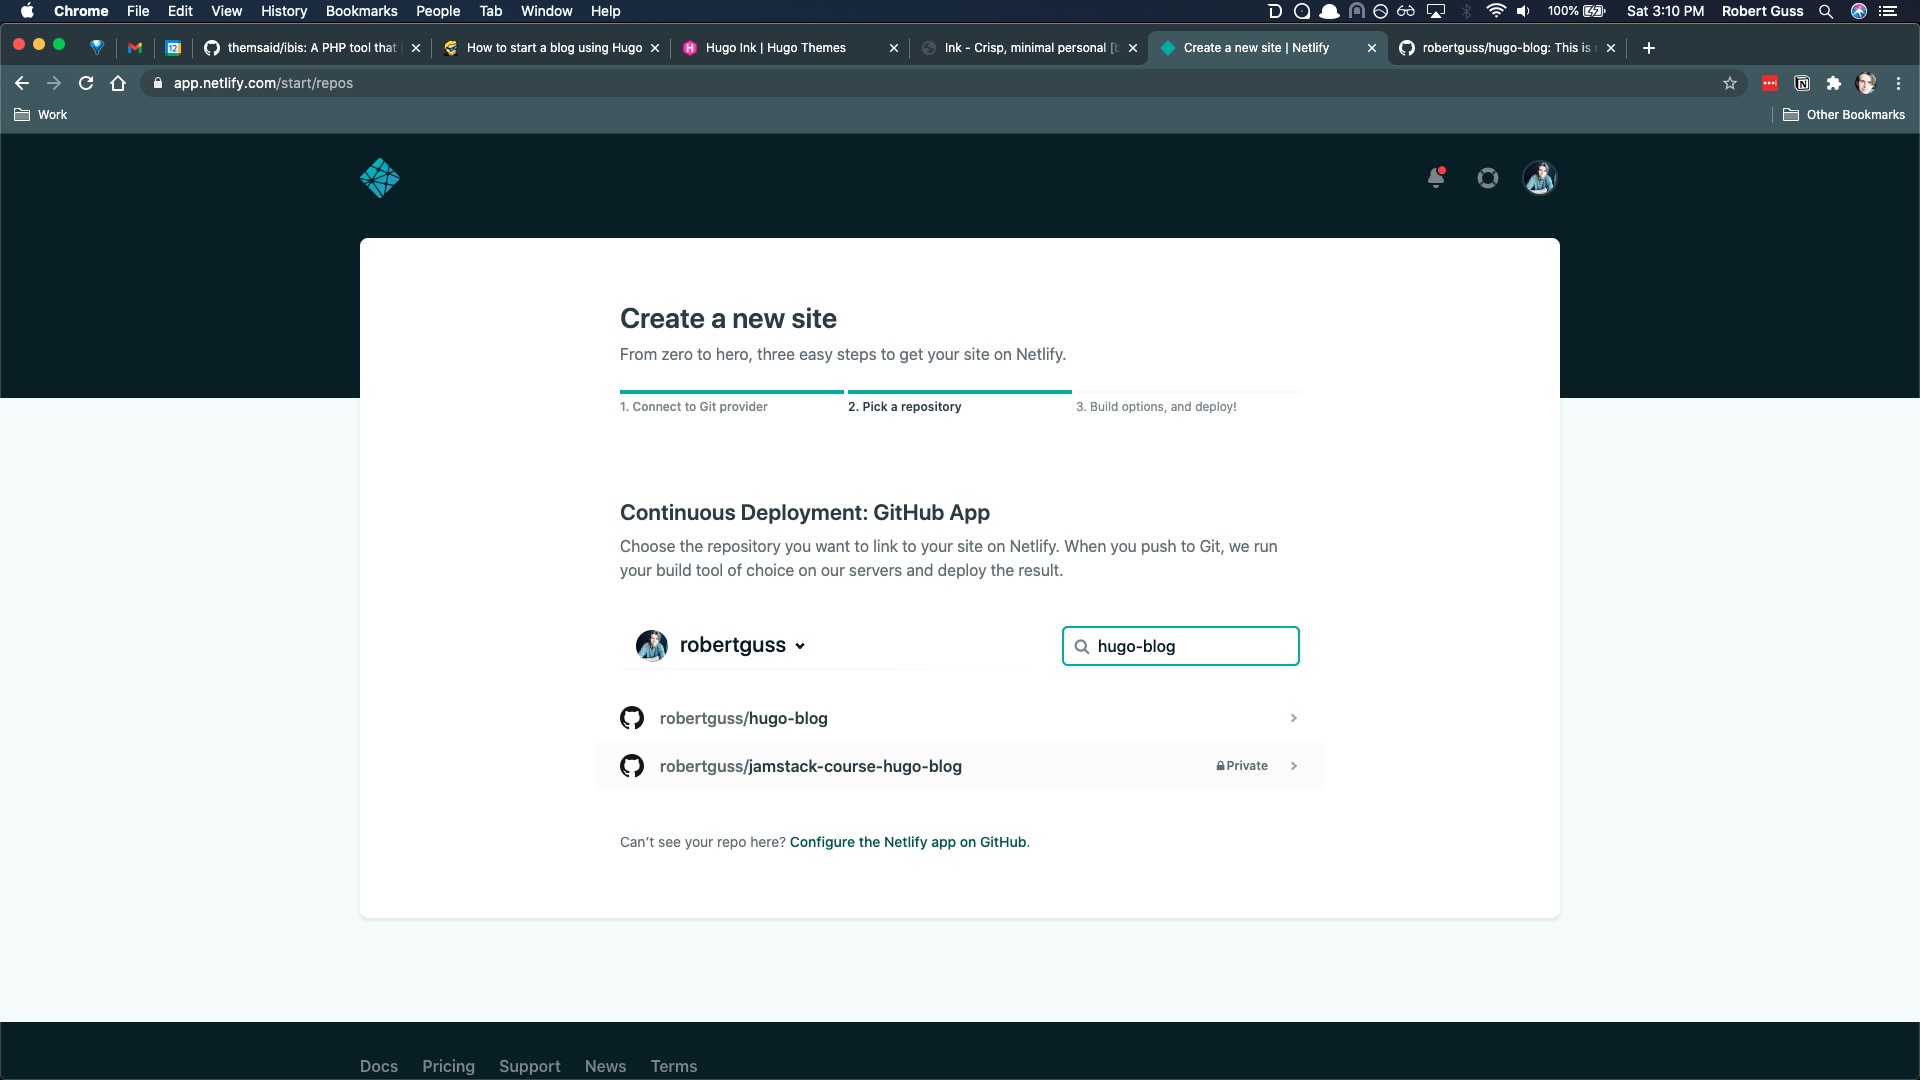 Chrome File Edit View History Bookmarks People Tab Window Help 100% Sat 3:10 PM Robert Guss
12 themsaid/ibis: A PHP tool that How to start a blog using Hugo Hugo Ink | Hugo Themes Ink - Crisp, minimal personal Create a new site | Netlify robertguss/hugo-blog: This is
app.netlify.com/start/repos
Work Other Bookmarks
Create a new site
From zero to hero, three easy steps to get your site on Netlify.
1. Connect to Git provider 2. Pick a repository 3. Build options, and deploy!
Continuous Deployment: GitHub App
Choose the repository you want to link to your site on Netlify. When you push to Git, we run
your build tool of choice on our servers and deploy the result.
robertguss hugo-blog
robertguss/hugo-blog
robertguss/jamstack-course-hugo-blog Private
Can't see your repo here? Configure the Netlify app on GitHub.
Docs Pricing Support News Terms